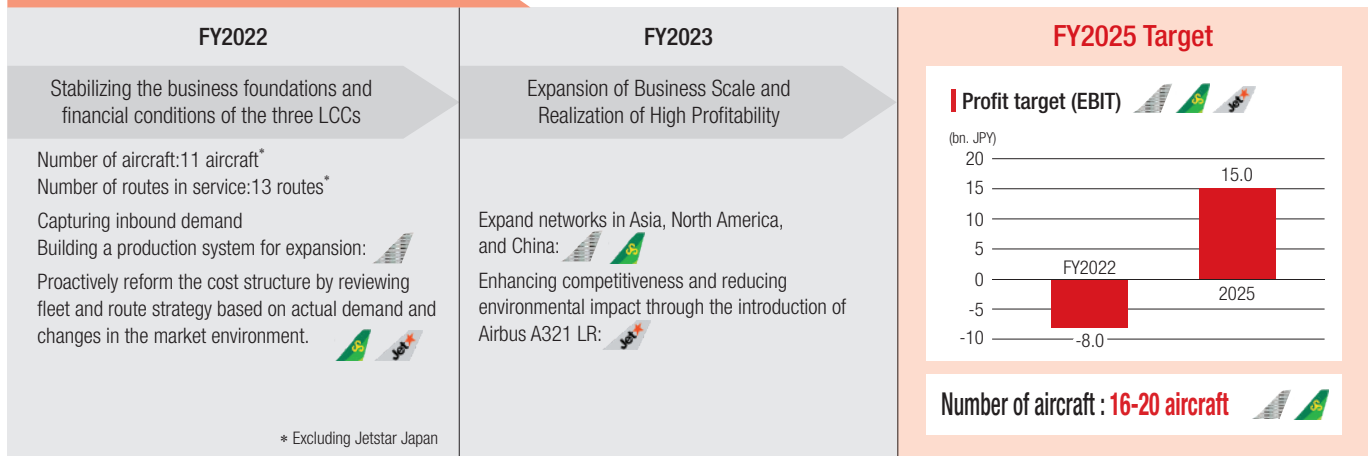 FY2022
Stabilizing the business foundations and
financial conditions of the three LCCs
Number of aircraft:11 aircraft*
Number of routes in service:13 routes*
Capturing inbound demand
Building a production system for expansion:
Proactively reform the cost structure by reviewing
fleet and route strategy based on actual demand and
changes in the market environment.
Jet
* Excluding Jetstar Japan
FY2023
Expansion of Business Scale and
Realization of High Profitability
Expand networks in Asia, North America,
and China:
Enhancing competitiveness and reducing
environmental impact through the introduction of
Airbus A321 LR:
Jet
FY2025 Target
Profit target (EBIT)
Jet
(bn. JPY)
20
15
10
5
0
-5
-10
FY2022
-8.0
15.0
2025
Number of aircraft : 16-20 aircraft